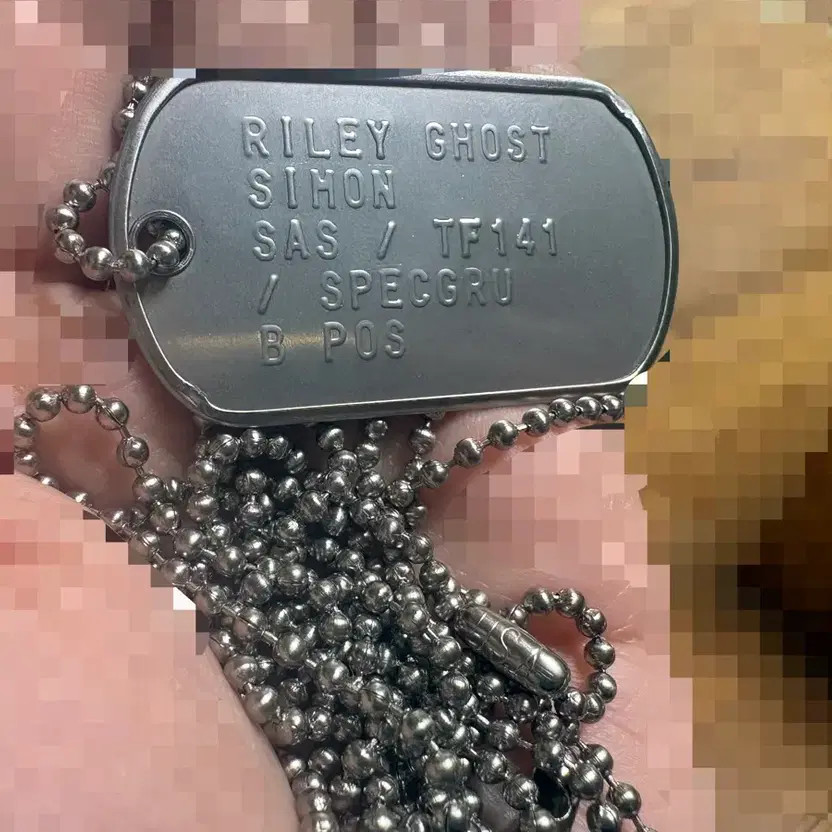 RILEY GHOST
SIMON
SAS / TF141
/ SPECGRU
B POS